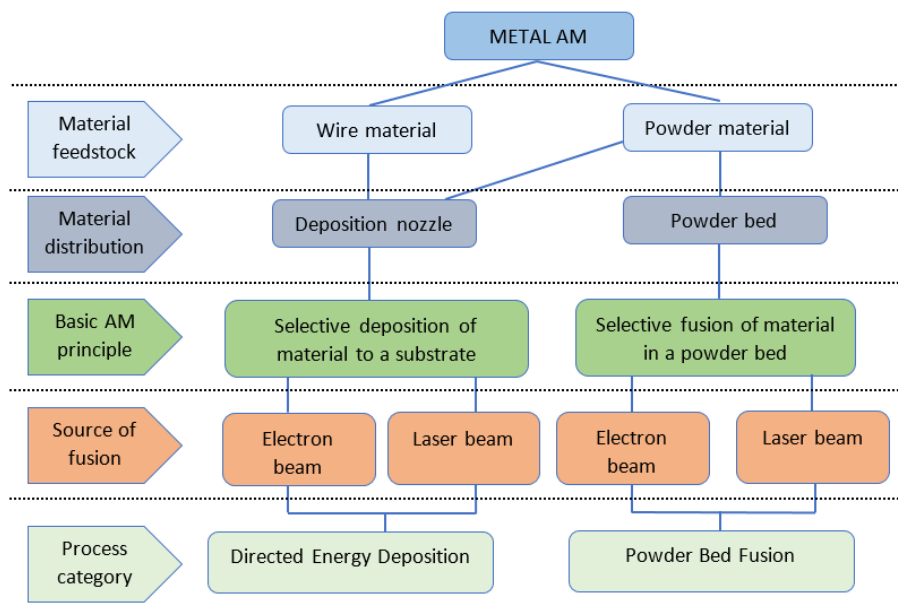 METAL AM
Material
feedstock
Wire material
Powder material
Material
distribution
Deposition nozzle
Powder bed
Basic AM
principle
Selective deposition of
material to a substrate
Selective fusion of material
in a powder bed
Source of
fusion
Electron
beam
Laser beam
Electron
beam
Laser beam
Process
category
Directed Energy Deposition
Powder Bed Fusion